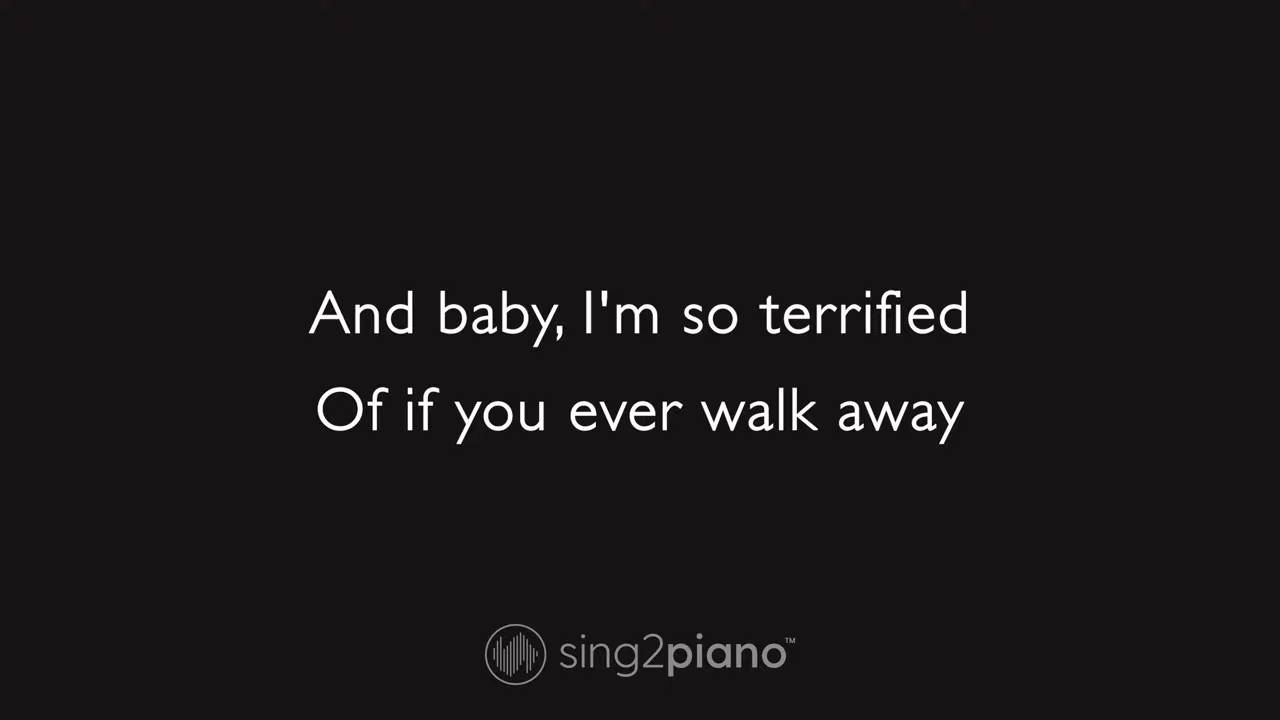 And baby, I'm so terrified
Of if you ever walk away
sing2piano™